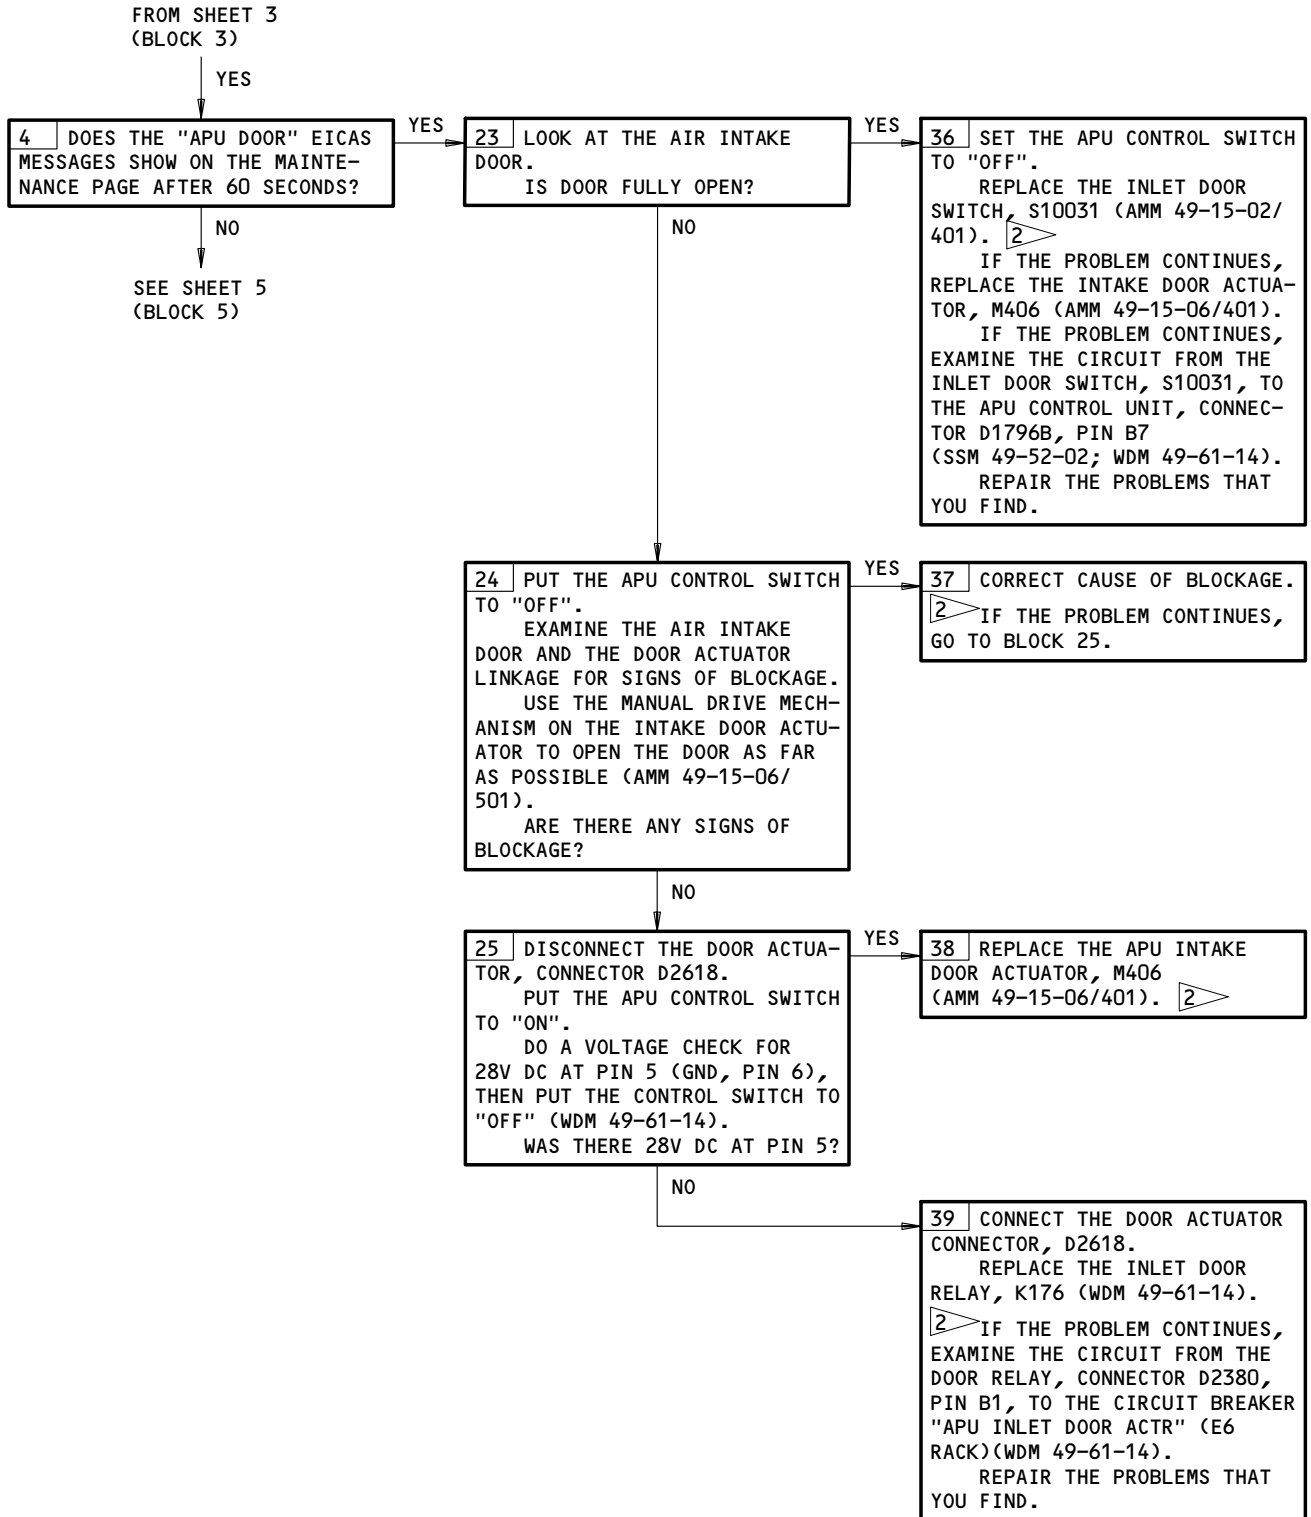 FROM SHEET 3
(BLOCK 3)
YES
4 DOES THE "APU DOOR" EICAS
MESSAGES SHOW ON THE MAINTE-
NANCE PAGE AFTER 60 SECONDS?
NO
SEE SHEET 5
(BLOCK 5)
YES
23 LOOK AT THE AIR INTAKE
DOOR.
IS DOOR FULLY OPEN?
YES
36 SET THE APU CONTROL SWITCH
TO "OFF".
REPLACE THE INLET DOOR
SWITCH, S10031 (AMM 49-15-02/
401). 2
IF THE PROBLEM CONTINUES,
REPLACE THE INTAKE DOOR ACTUA-
TOR, M406 (AMM 49-15-06/401).
IF THE PROBLEM CONTINUES,
EXAMINE THE CIRCUIT FROM THE
INLET DOOR SWITCH, S10031, TO
THE APU CONTROL UNIT, CONNEC-
TOR D1796B, PIN B7
(SSM 49-52-02; WDM 49-61-14).
REPAIR THE PROBLEMS THAT
YOU FIND.
NO
24 PUT THE APU CONTROL SWITCH
TO "OFF".
EXAMINE THE AIR INTAKE
DOOR AND THE DOOR ACTUATOR
LINKAGE FOR SIGNS OF BLOCKAGE.
USE THE MANUAL DRIVE MECH-
ANISM ON THE INTAKE DOOR ACTU-
ATOR TO OPEN THE DOOR AS FAR
AS POSSIBLE (AMM 49-15-06/
501).
ARE THERE ANY SIGNS OF
BLOCKAGE?
YES
37 CORRECT CAUSE OF BLOCKAGE.
2 IF THE PROBLEM CONTINUES,
GO TO BLOCK 25.
NO
25 DISCONNECT THE DOOR ACTUA-
TOR, CONNECTOR D2618.
PUT THE APU CONTROL SWITCH
TO "ON".
DO A VOLTAGE CHECK FOR
28V DC AT PIN 5 (GND, PIN 6),
THEN PUT THE CONTROL SWITCH TO
"OFF" (WDM 49-61-14).
WAS THERE 28V DC AT PIN 5?
YES
38 REPLACE THE APU INTAKE
DOOR ACTUATOR, M406
(AMM 49-15-06/401). 2
NO
39 CONNECT THE DOOR ACTUATOR
CONNECTOR, D2618.
REPLACE THE INLET DOOR
RELAY, K176 (WDM 49-61-14).
2 IF THE PROBLEM CONTINUES,
EXAMINE THE CIRCUIT FROM THE
DOOR RELAY, CONNECTOR D2380,
PIN B1, TO THE CIRCUIT BREAKER
"APU INLET DOOR ACTR" (E6
RACK)(WDM 49-61-14).
REPAIR THE PROBLEMS THAT
YOU FIND.